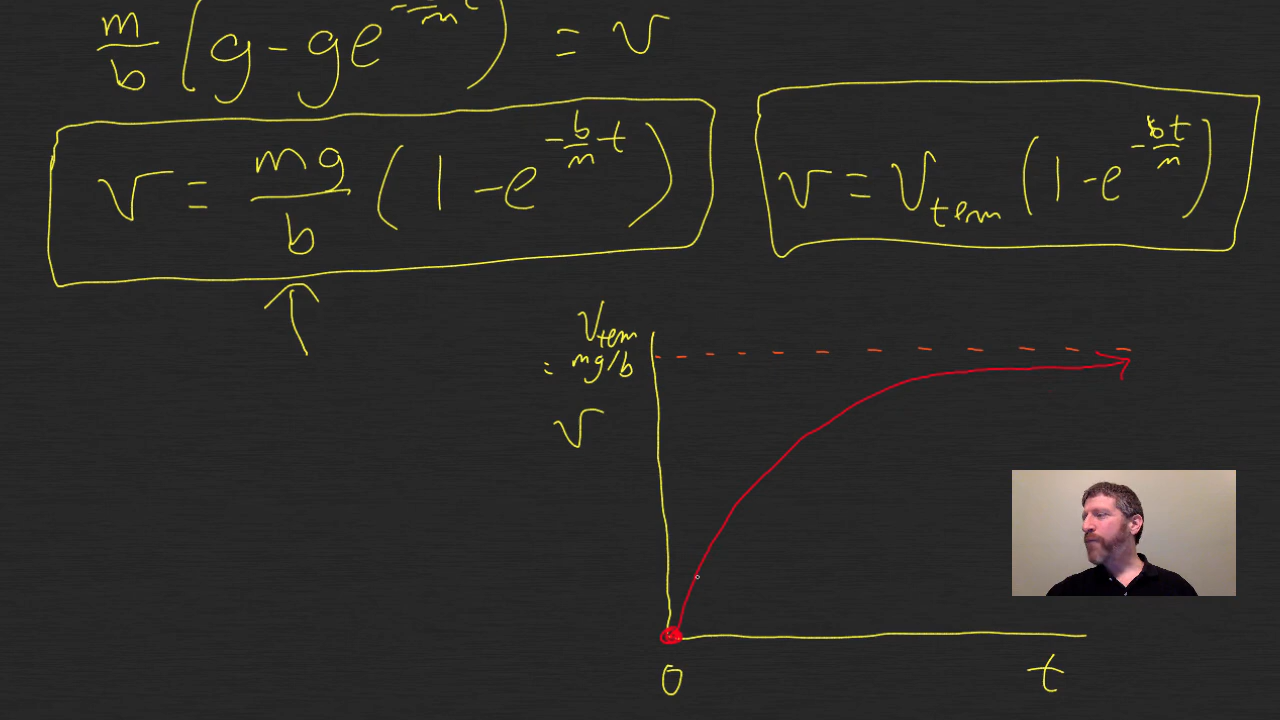 m/b (g - ge^(-b/m t)) = v
v = mg/b (1 - e^(-b/m t))
v = v_term (1 - e^(-bt/m))
v_term
= mg/b
v
0
t